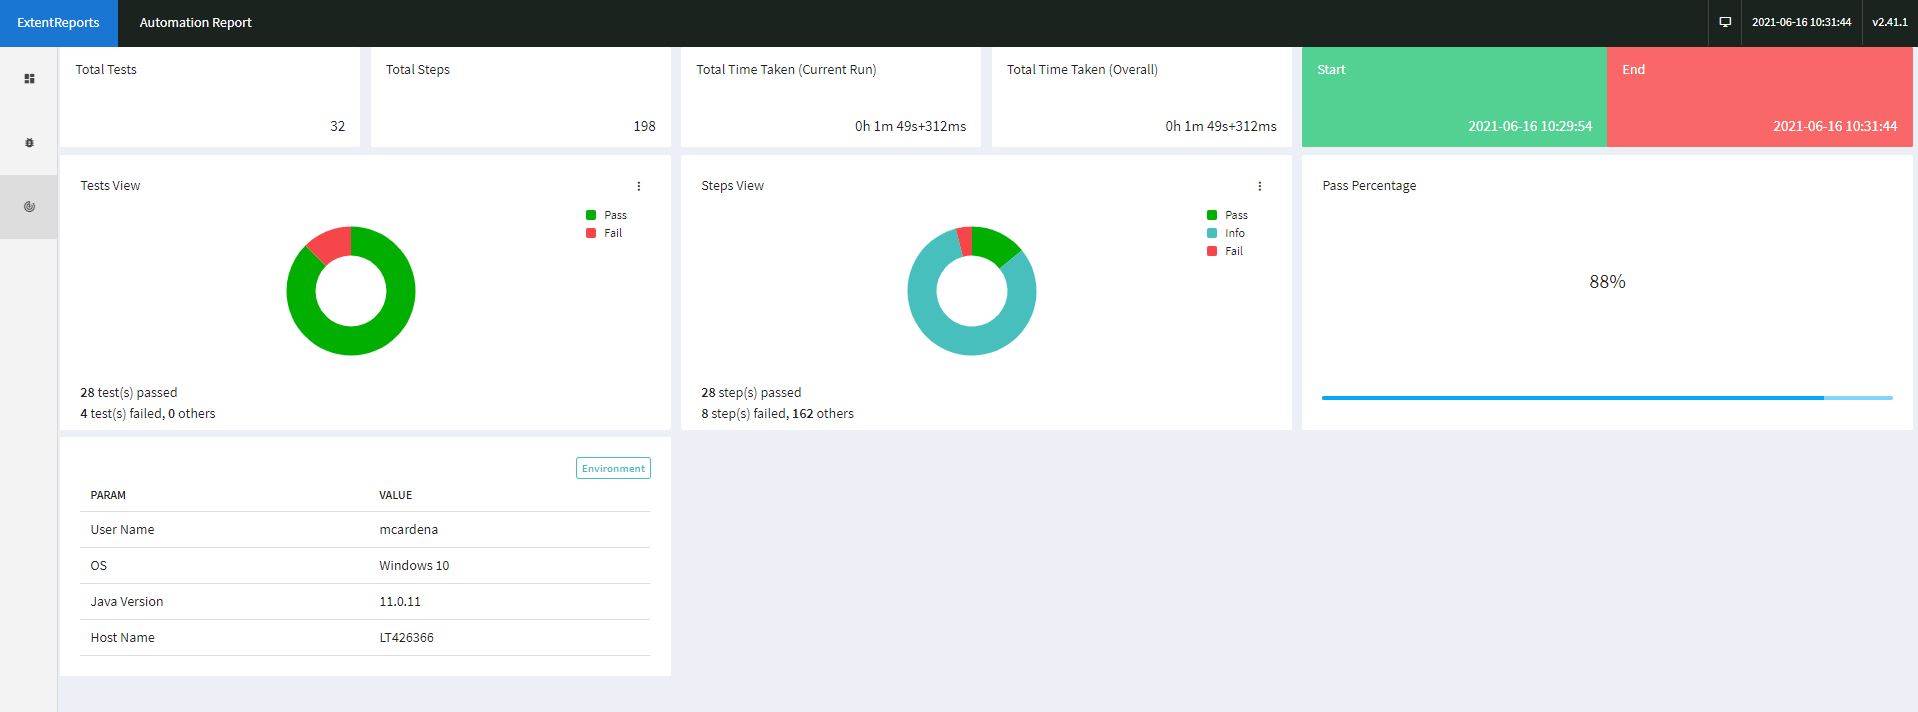 ExtentReports
Automation Report
2021-06-16 10:31:44
v2.41.1
Total Tests
32
Total Steps
198
Total Time Taken (Current Run)
0h 1m 49s+312ms
Total Time Taken (Overall)
0h 1m 49s+312ms
Start
2021-06-16 10:29:54
End
2021-06-16 10:31:44
Tests View
Pass
Fail
28 test(s) passed
4 test(s) failed, 0 others
Steps View
Pass
Info
Fail
28 step(s) passed
8 step(s) failed, 162 others
Pass Percentage
88%
Environment
PARAM VALUE
User Name mcardena
OS Windows 10
Java Version 11.0.11
Host Name LT426366